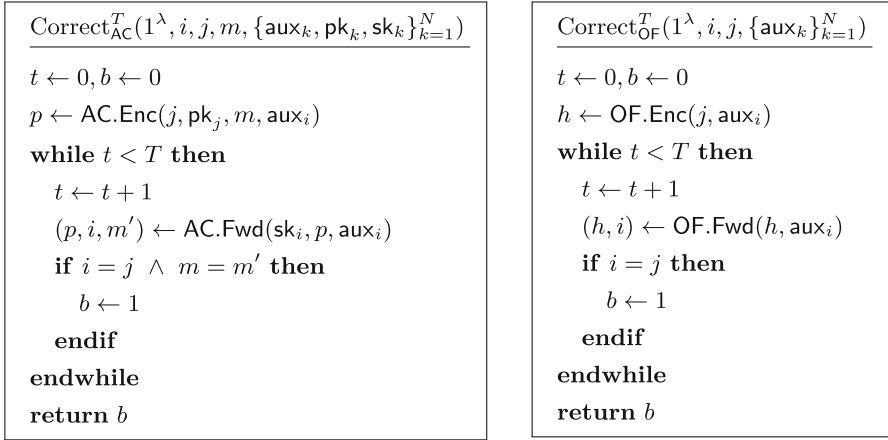 Correct^T_AC(1^λ, i, j, m, {aux_k, pk_k, sk_k}^N_{k=1})
t ← 0, b ← 0
p ← AC.Enc(j, pk_j, m, aux_i)
while t < T then
t ← t + 1
(p, i, m′) ← AC.Fwd(sk_i, p, aux_i)
if i = j ∧ m = m′ then
b ← 1
endif
endwhile
return b
Correct^T_OF(1^λ, i, j, {aux_k}^N_{k=1})
t ← 0, b ← 0
h ← OF.Enc(j, aux_i)
while t < T then
t ← t + 1
(h, i) ← OF.Fwd(h, aux_i)
if i = j then
b ← 1
endif
endwhile
return b